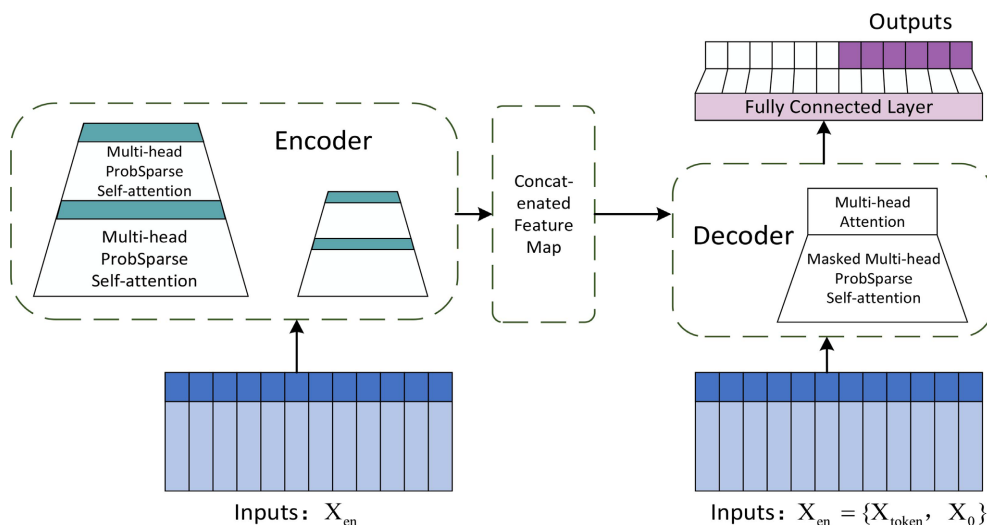 Outputs
Fully Connected Layer
Encoder
Multi-head
ProbSparse
Self-attention
Multi-head
ProbSparse
Self-attention
Concat-
enated
Feature
Map
Decoder
Multi-head
Attention
Masked Multi-head
ProbSparse
Self-attention
Inputs: X_en
Inputs: X_en = {X_token, X_0}